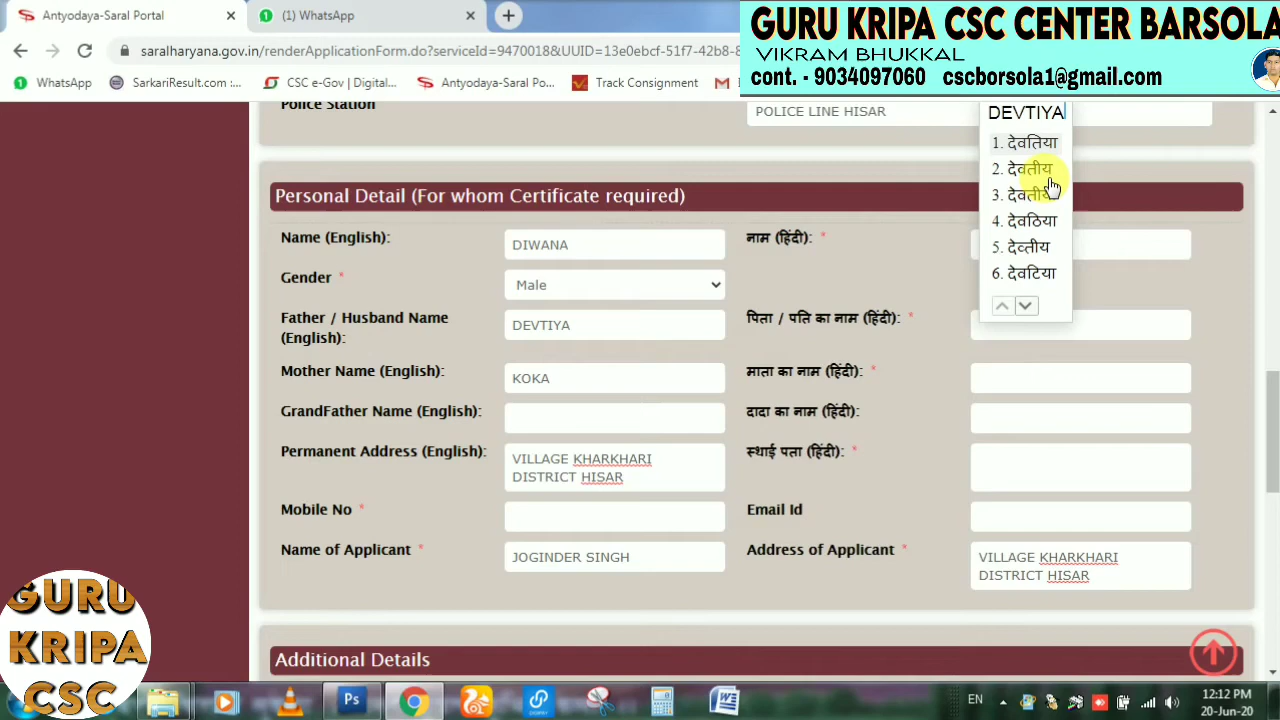 Antyodaya-Saral Portal
(1) WhatsApp
saralharyana.gov.in/renderApplicationForm.do?serviceId=9470018&UUID=13e0ebcf-51f7-42b8-8
GURU KRIPA CSC CENTER BARSOLA
VIKRAM BHUKKAL
cont. - 9034097060 cscborsola1@gmail.com
WhatsApp
SarkariResult.com :...
CSC e-Gov | Digital...
Antyodaya-Saral Po...
Track Consignment
Police Station
POLICE LINE HISAR
DEVTIYA
1. देवतिया
2. देवतीय
3. देवतीय
4. देवठिया
5. देव्तीय
6. देवटिया
Personal Detail (For whom Certificate required)
Name (English):
DIWANA
नाम (हिंदी): *
Gender *
Male
Father / Husband Name
(English):
DEVTIYA
पिता / पति का नाम (हिंदी): *
Mother Name (English):
KOKA
माता का नाम (हिंदी): *
GrandFather Name (English):
दादा का नाम (हिंदी):
Permanent Address (English):
VILLAGE KHARKHARI
DISTRICT HISAR
स्थाई पता (हिंदी): *
Mobile No *
Email Id
Name of Applicant *
JOGINDER SINGH
Address of Applicant *
VILLAGE KHARKHARI
DISTRICT HISAR
Additional Details
GURU
KRIPA
CSC
Ps
EN
12:12 PM
20-Jun-20